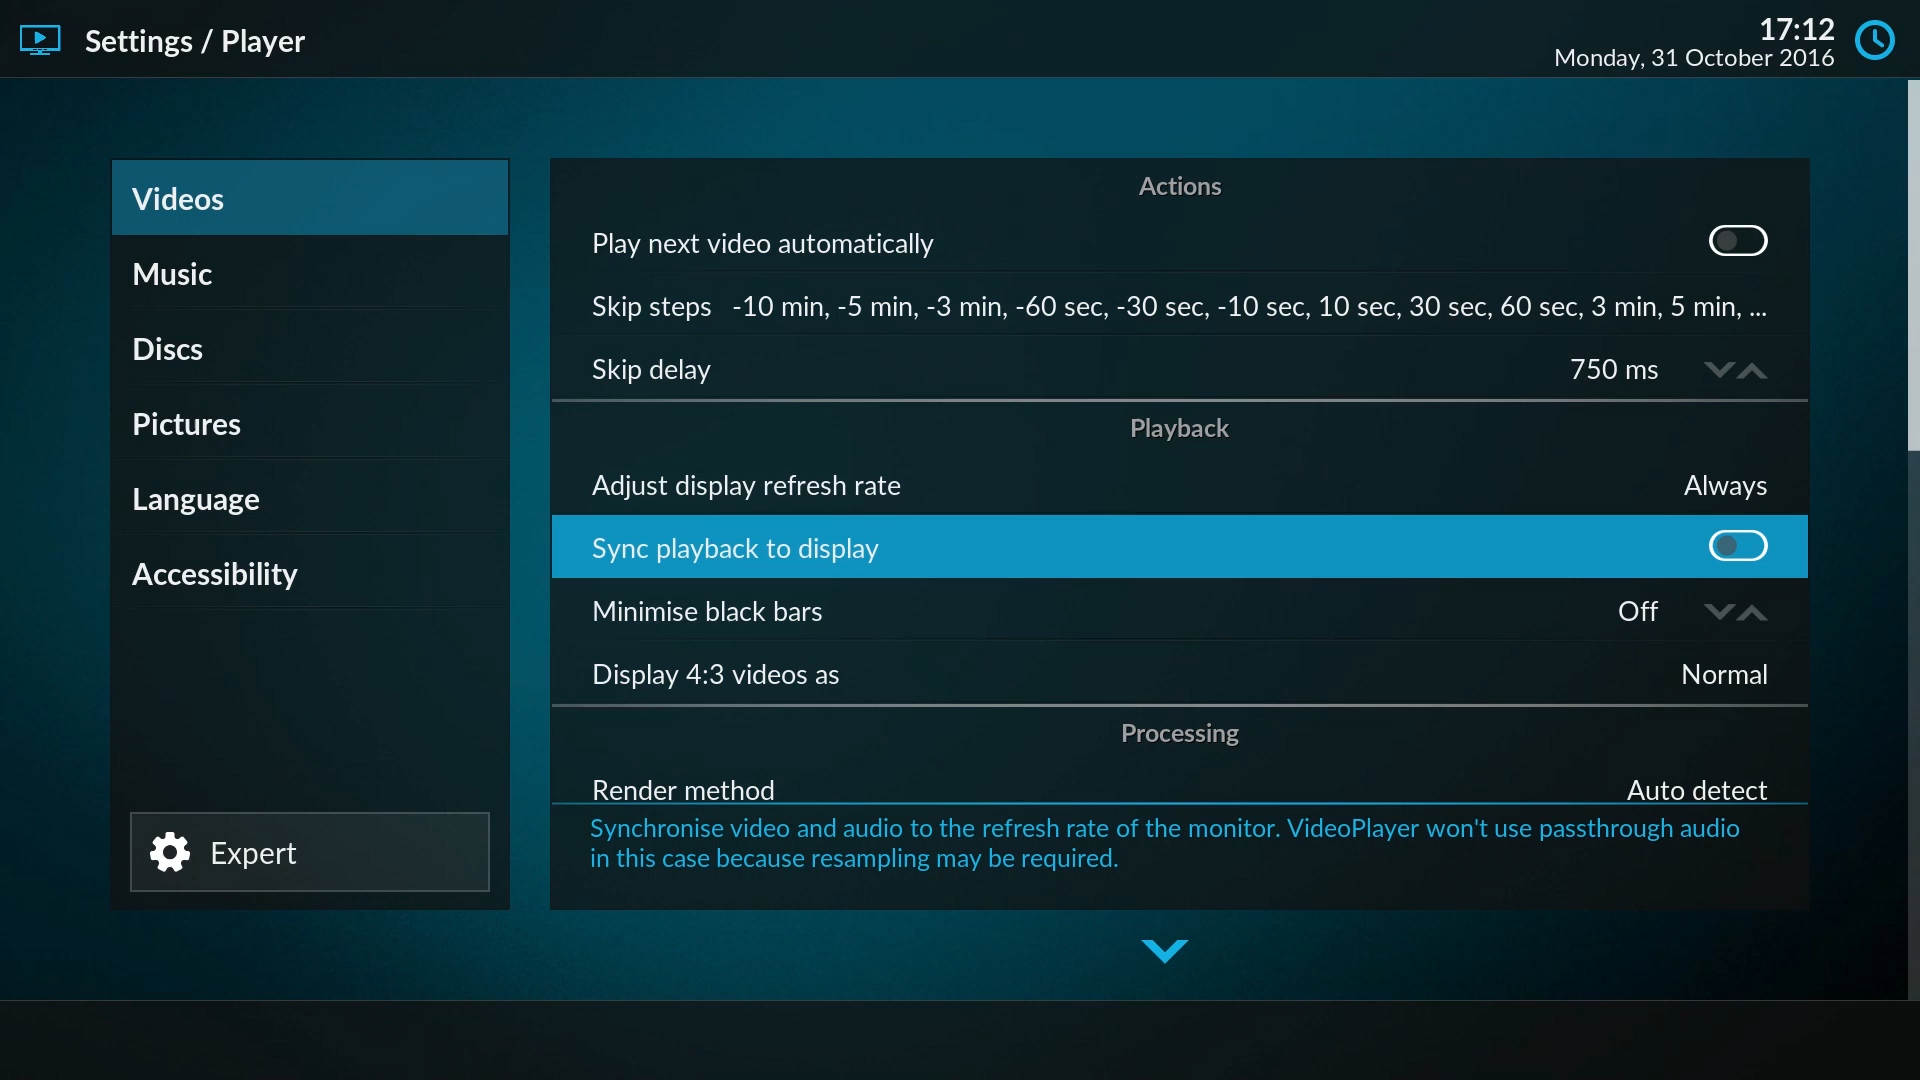 Settings / Player
17:12
Monday, 31 October 2016
Videos
Music
Discs
Pictures
Language
Accessibility
Expert
Actions
Play next video automatically
Skip steps -10 min, -5 min, -3 min, -60 sec, -30 sec, -10 sec, 10 sec, 30 sec, 60 sec, 3 min, 5 min, ...
Skip delay 750 ms
Playback
Adjust display refresh rate Always
Sync playback to display
Minimise black bars Off
Display 4:3 videos as Normal
Processing
Render method Auto detect
Synchronise video and audio to the refresh rate of the monitor. VideoPlayer won't use passthrough audio
in this case because resampling may be required.